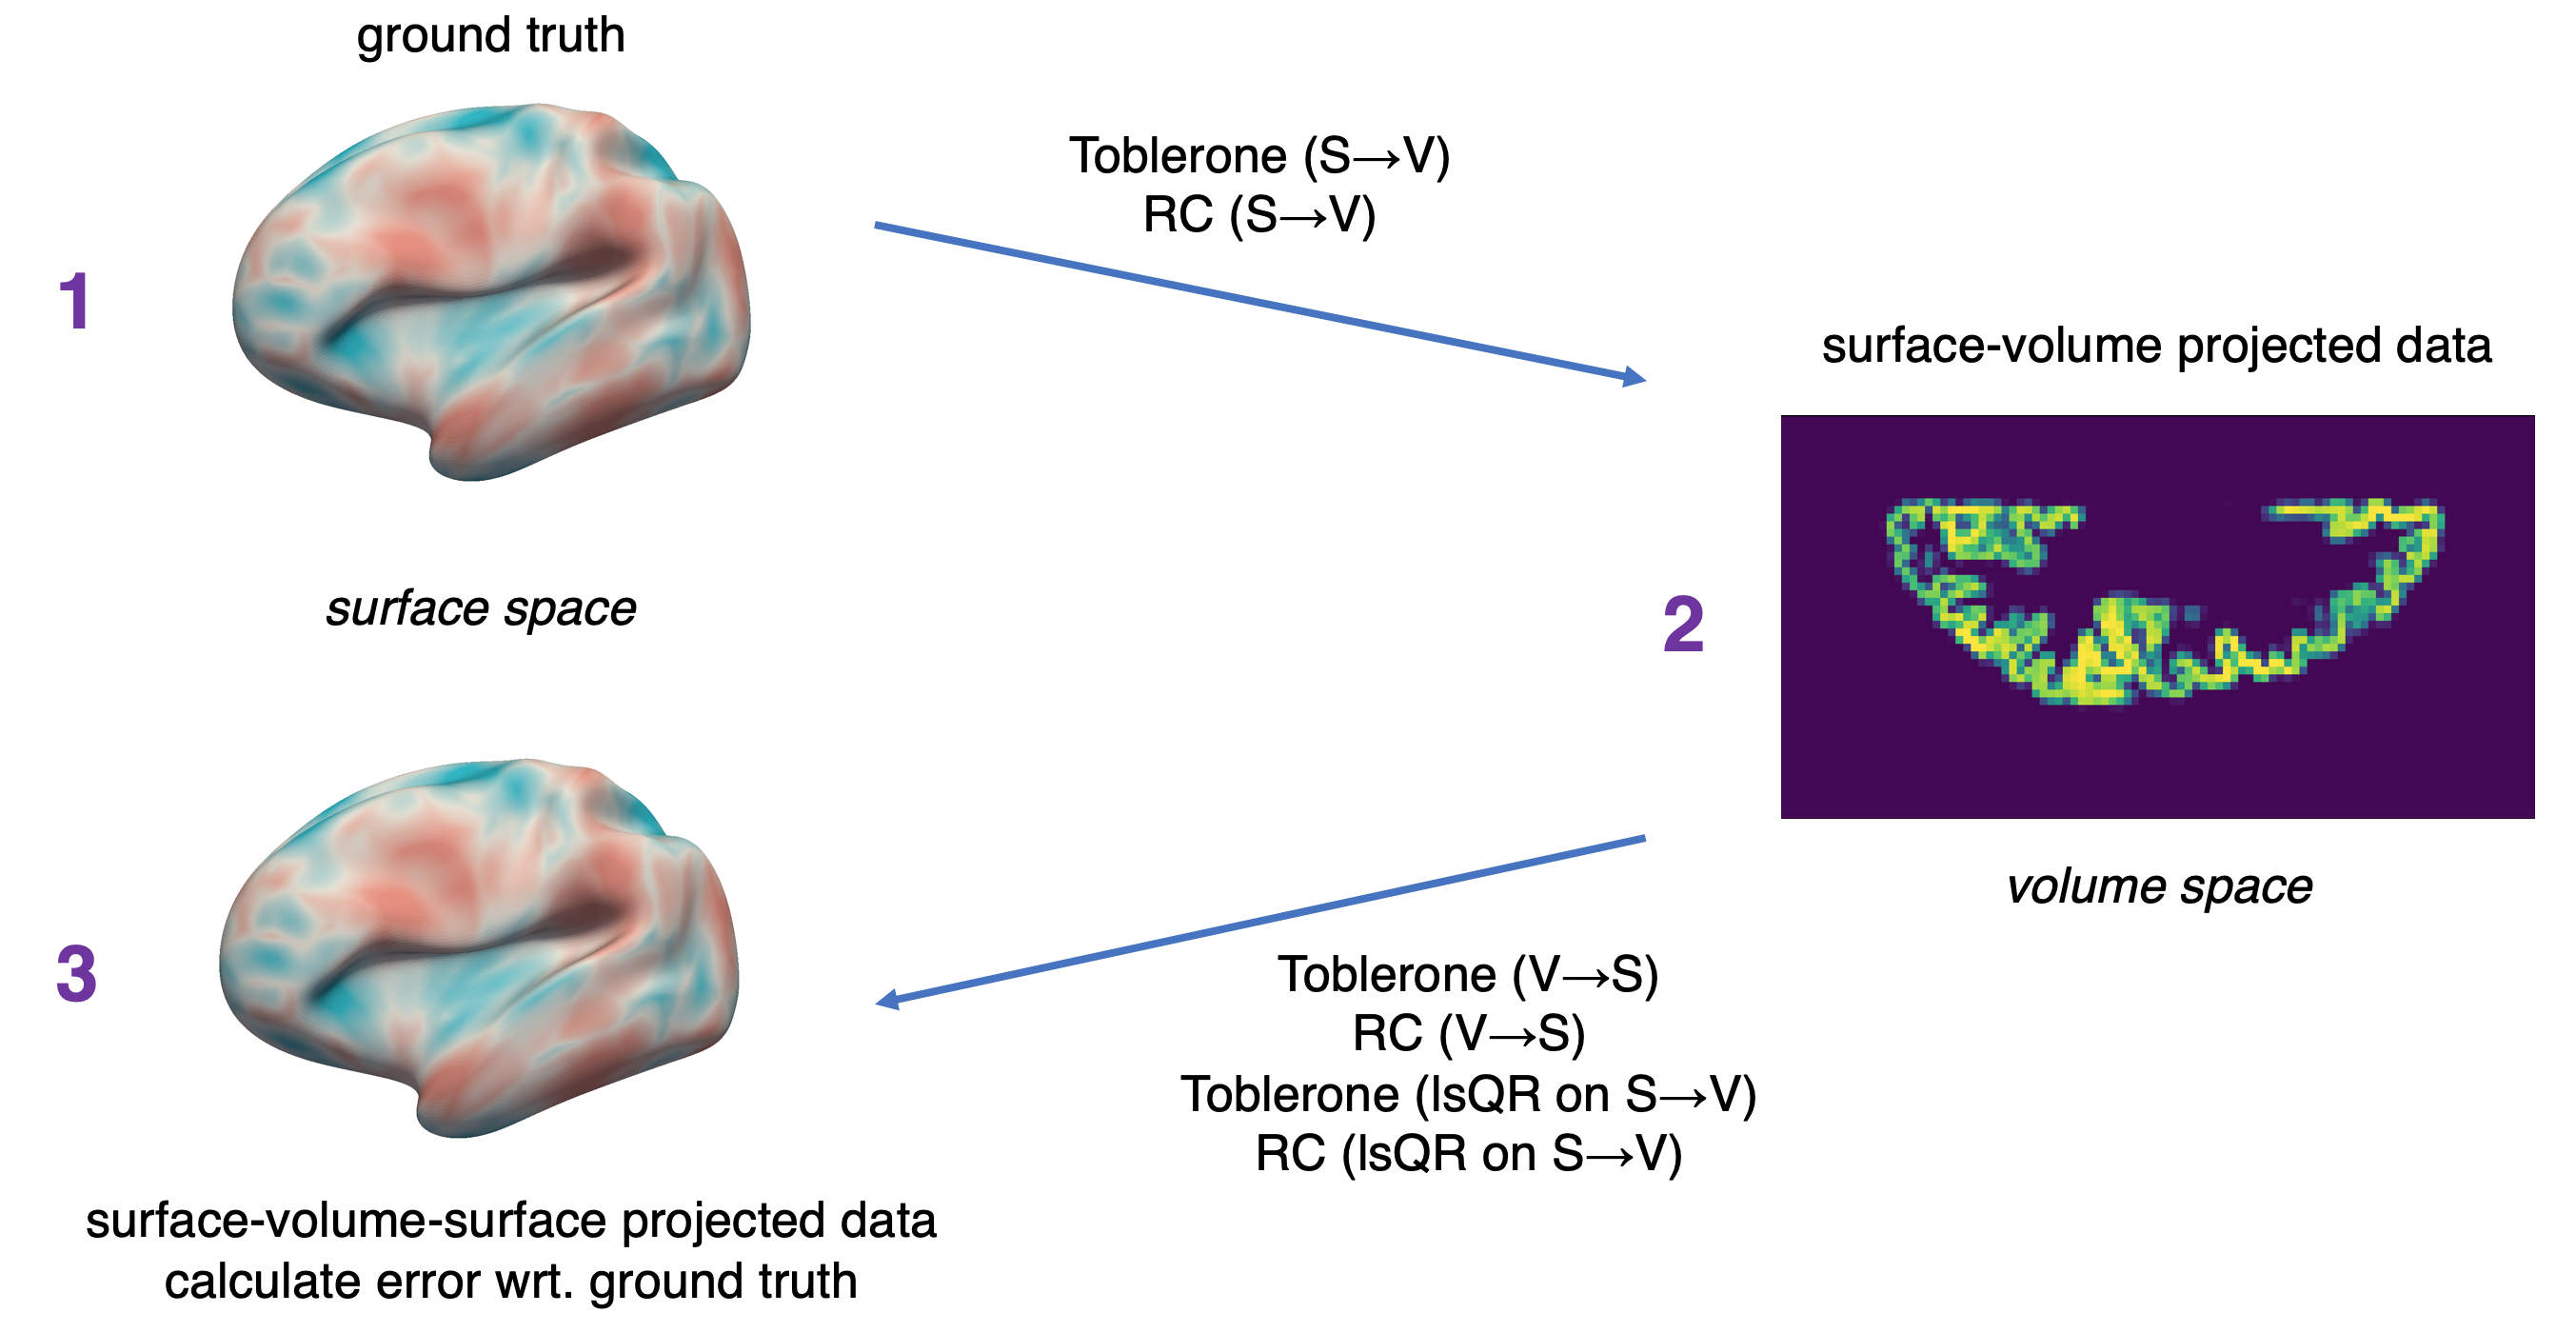 ground truth
Toblerone (S→V)
RC (S→V)
1
surface-volume projected data
surface space
2
volume space
3
Toblerone (V→S)
RC (V→S)
Toblerone (lsQR on S→V)
RC (lsQR on S→V)
surface-volume-surface projected data
calculate error wrt. ground truth